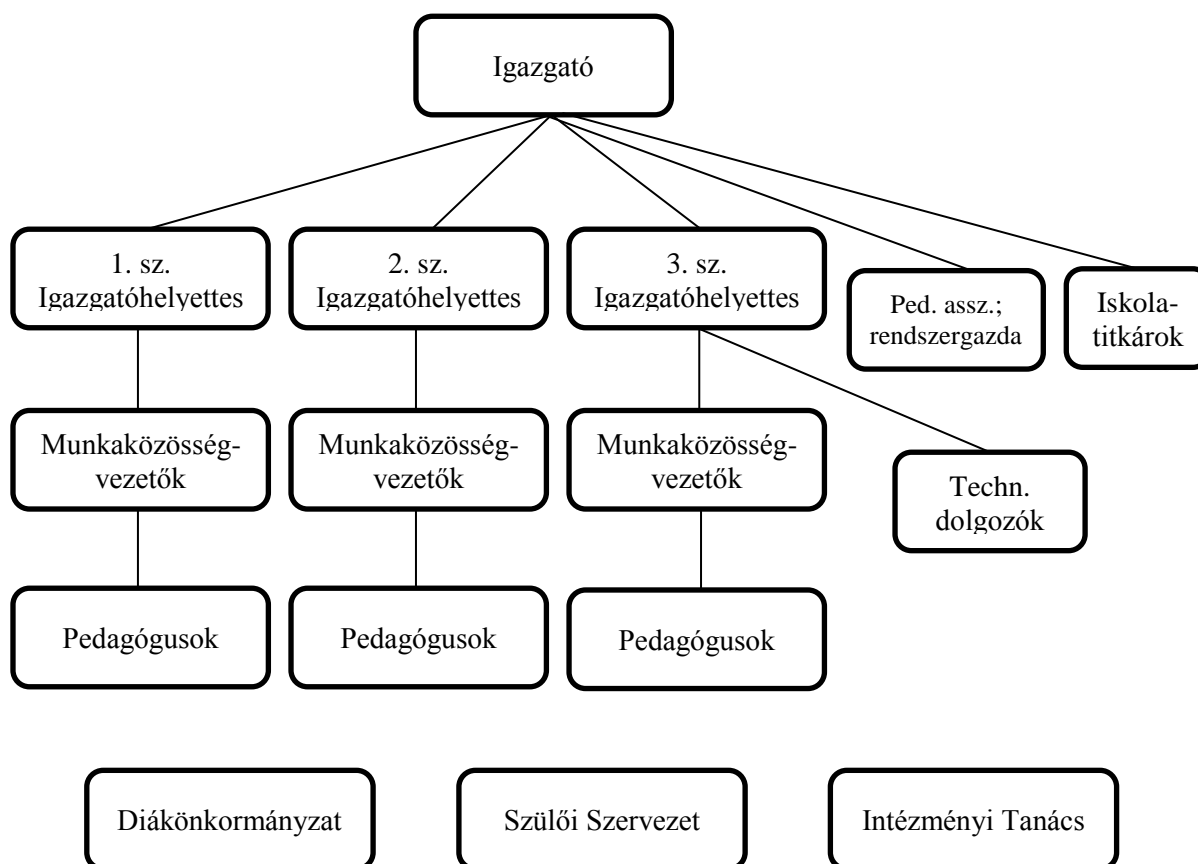 Igazgató
1. sz.
Igazgatóhelyettes
2. sz.
Igazgatóhelyettes
3. sz.
Igazgatóhelyettes
Ped. assz.;
rendszergazda
Iskola-
titkárok
Munkaközösség-
vezetők
Munkaközösség-
vezetők
Munkaközösség-
vezetők
Techn.
dolgozók
Pedagógusok
Pedagógusok
Pedagógusok
Diákönkormányzat
Szülői Szervezet
Intézményi Tanács